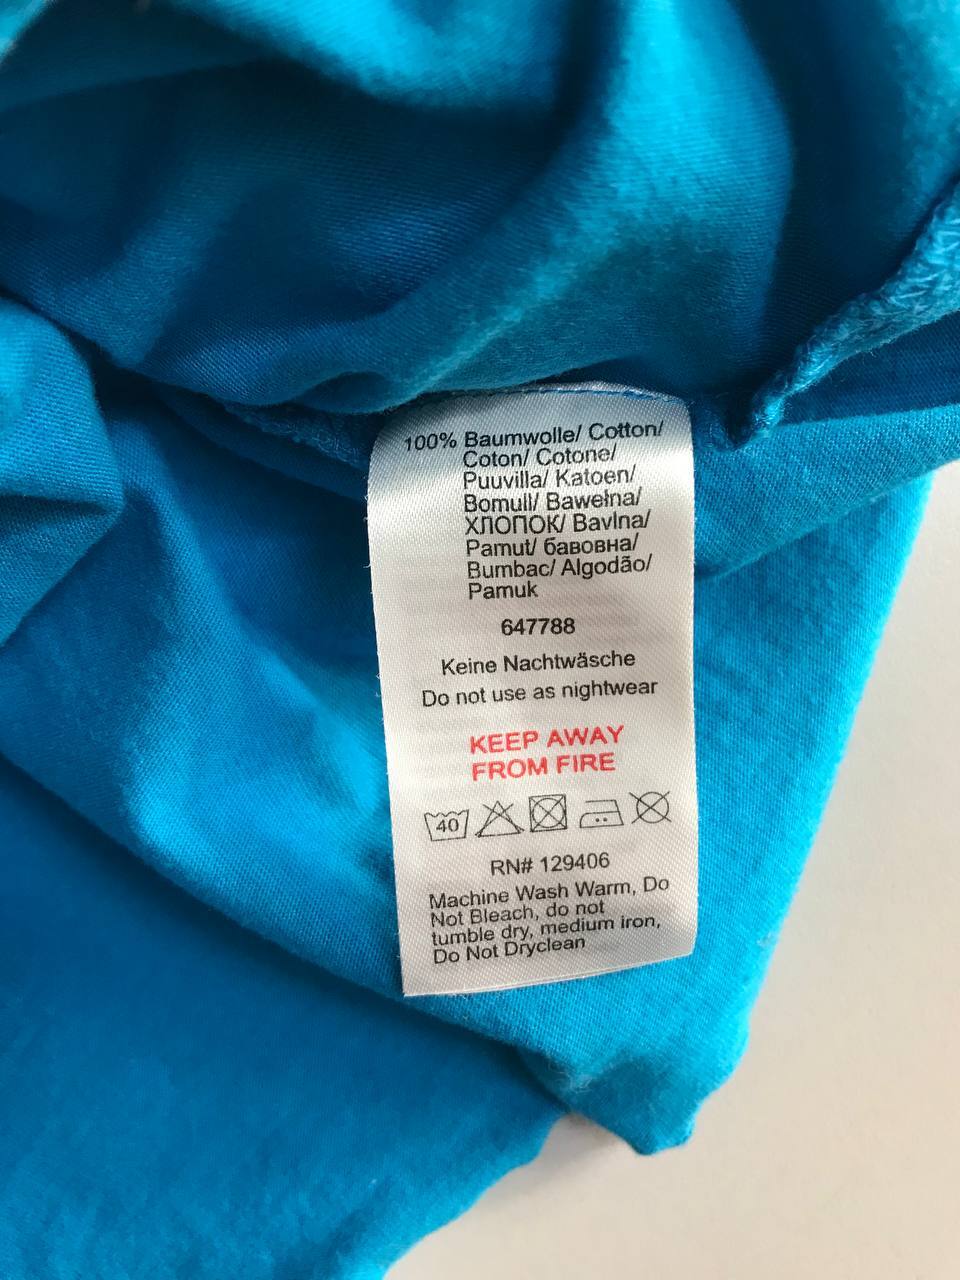 100% Baumwolle/ Cotton/
Coton/ Cotone/
Puuvilla/ Katoen/
Bomull/ Bawełna/
ХЛОПОК/ Bavlna/
Pamut/ бавовна/
Bumbac/ Algodão/
Pamuk
647788
Keine Nachtwäsche
Do not use as nightwear
KEEP AWAY
FROM FIRE
40
RN# 129406
Machine Wash Warm, Do
Not Bleach, do not
tumble dry, medium iron,
Do Not Dryclean